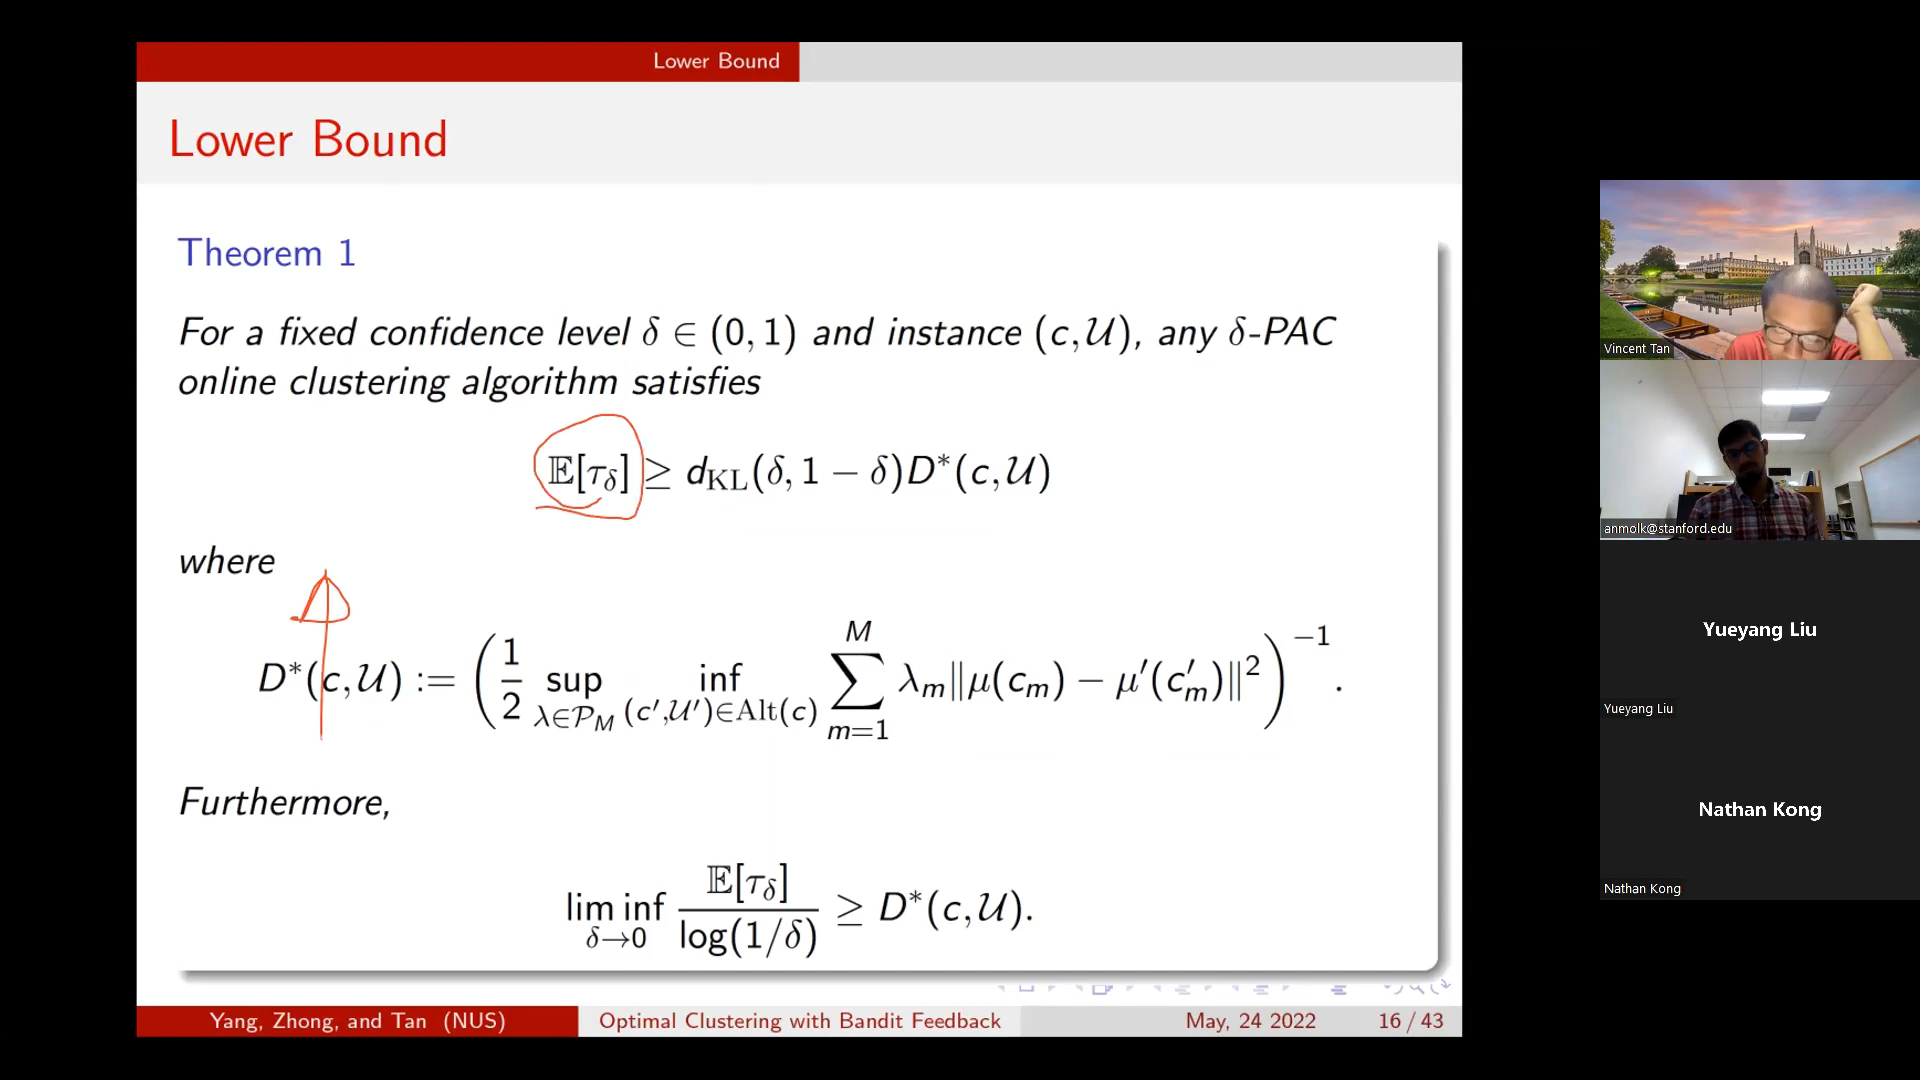 Lower Bound
Lower Bound
Theorem 1
For a fixed confidence level δ ∈ (0, 1) and instance (c, 𝒰), any δ-PAC
online clustering algorithm satisfies
𝔼[τ_δ] ≥ d_KL(δ, 1 − δ)D*(c, 𝒰)
where
D*(c, 𝒰) := (1/2 sup_{λ∈𝒫_M} inf_{(c′,𝒰′)∈Alt(c)} ∑_{m=1}^{M} λ_m‖μ(c_m) − μ′(c′_m)‖²)^{−1}.
Furthermore,
lim inf_{δ→0} 𝔼[τ_δ]/log(1/δ) ≥ D*(c, 𝒰).
Yang, Zhong, and Tan (NUS) Optimal Clustering with Bandit Feedback May, 24 2022 16 / 43
Vincent Tan
anmolk@stanford.edu
Yueyang Liu
Yueyang Liu
Nathan Kong
Nathan Kong